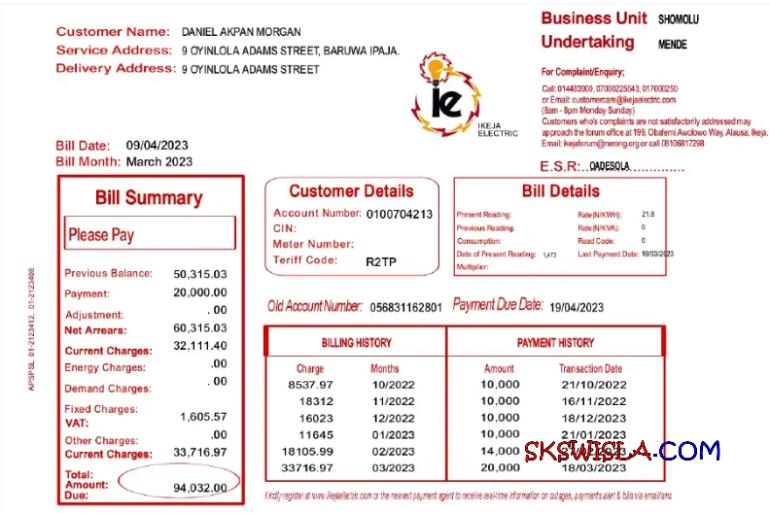 Customer Name: DANIEL AKPAN MORGAN
Service Address: 9 OYINLOLA ADAMS STREET, BARUWA IPAJA.
Delivery Address: 9 OYINLOLA ADAMS STREET
ie
IKEJA
ELECTRIC
Business Unit SHOMOLU
Undertaking MENDE
For Complaint/Enquiry;
Call: 014483900, 07000225543, 017000250
or Email: customercare@ikejaelectric.com
(8am - 8pm Monday Sunday)
Customers who's complaints are not satisfactorily addressed may
approach the forum office at 199, Obafemi Awolowo Way, Alausa, Ikeja.
Email: ikejaforum@nerong.org or call 08106817298
E.S.R: OADESOLA
Bill Date: 09/04/2023
Bill Month: March 2023
Bill Summary
Please Pay
Previous Balance: 50,315.03
Payment: 20,000.00
Adjustment: .00
Net Arrears: 60,315.03
Current Charges: 32,111.40
Energy Charges: .00
Demand Charges: .00
Fixed Charges:
VAT: 1,605.57
Other Charges: .00
Current Charges: 33,716.97
Total:
Amount
Due: 94,032.00
Customer Details
Account Number: 0100704213
CIN:
Meter Number:
Teriff Code: R2TP
Bill Details
Present Reading: Rate(N/KWH): 21.8
Previous Reading: Rate(N/KVA): 0
Consumption: Read Code: 0
Date of Present Reading: 1,473 Last Payment Date: 18/03/2023
Multiplier:
Old Account Number: 056831162801 Payment Due Date: 19/04/2023
BILLING HISTORY PAYMENT HISTORY
Charge Months Amount Transaction Date
8537.97 10/2022 10,000 21/10/2022
18312 11/2022 10,000 16/11/2022
16023 12/2022 10,000 18/12/2023
11645 01/2023 10,000 21/01/2023
18105.99 02/2023 14,000
33716.97 03/2023 20,000 18/03/2023
SKSWISLA.COM
Kindly register at www.ikejaelectric.com or the newest payment agent to receive real-time information on outages, payments alert & bills via email/sms
APSPSL 01-2123412, 01-2123408